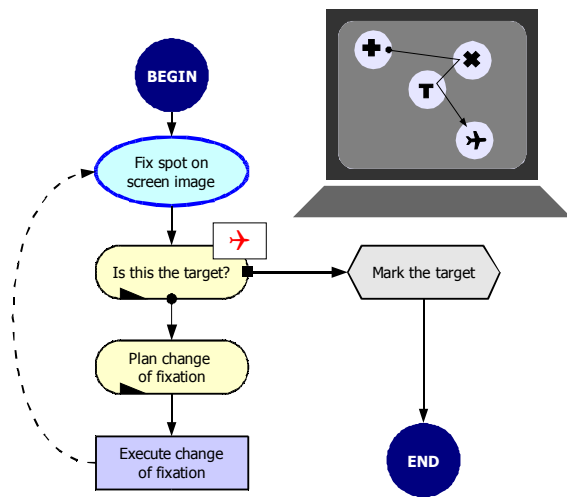 BEGIN
Fix spot on
screen image
Is this the target?
Mark the target
Plan change
of fixation
Execute change
of fixation
END
T